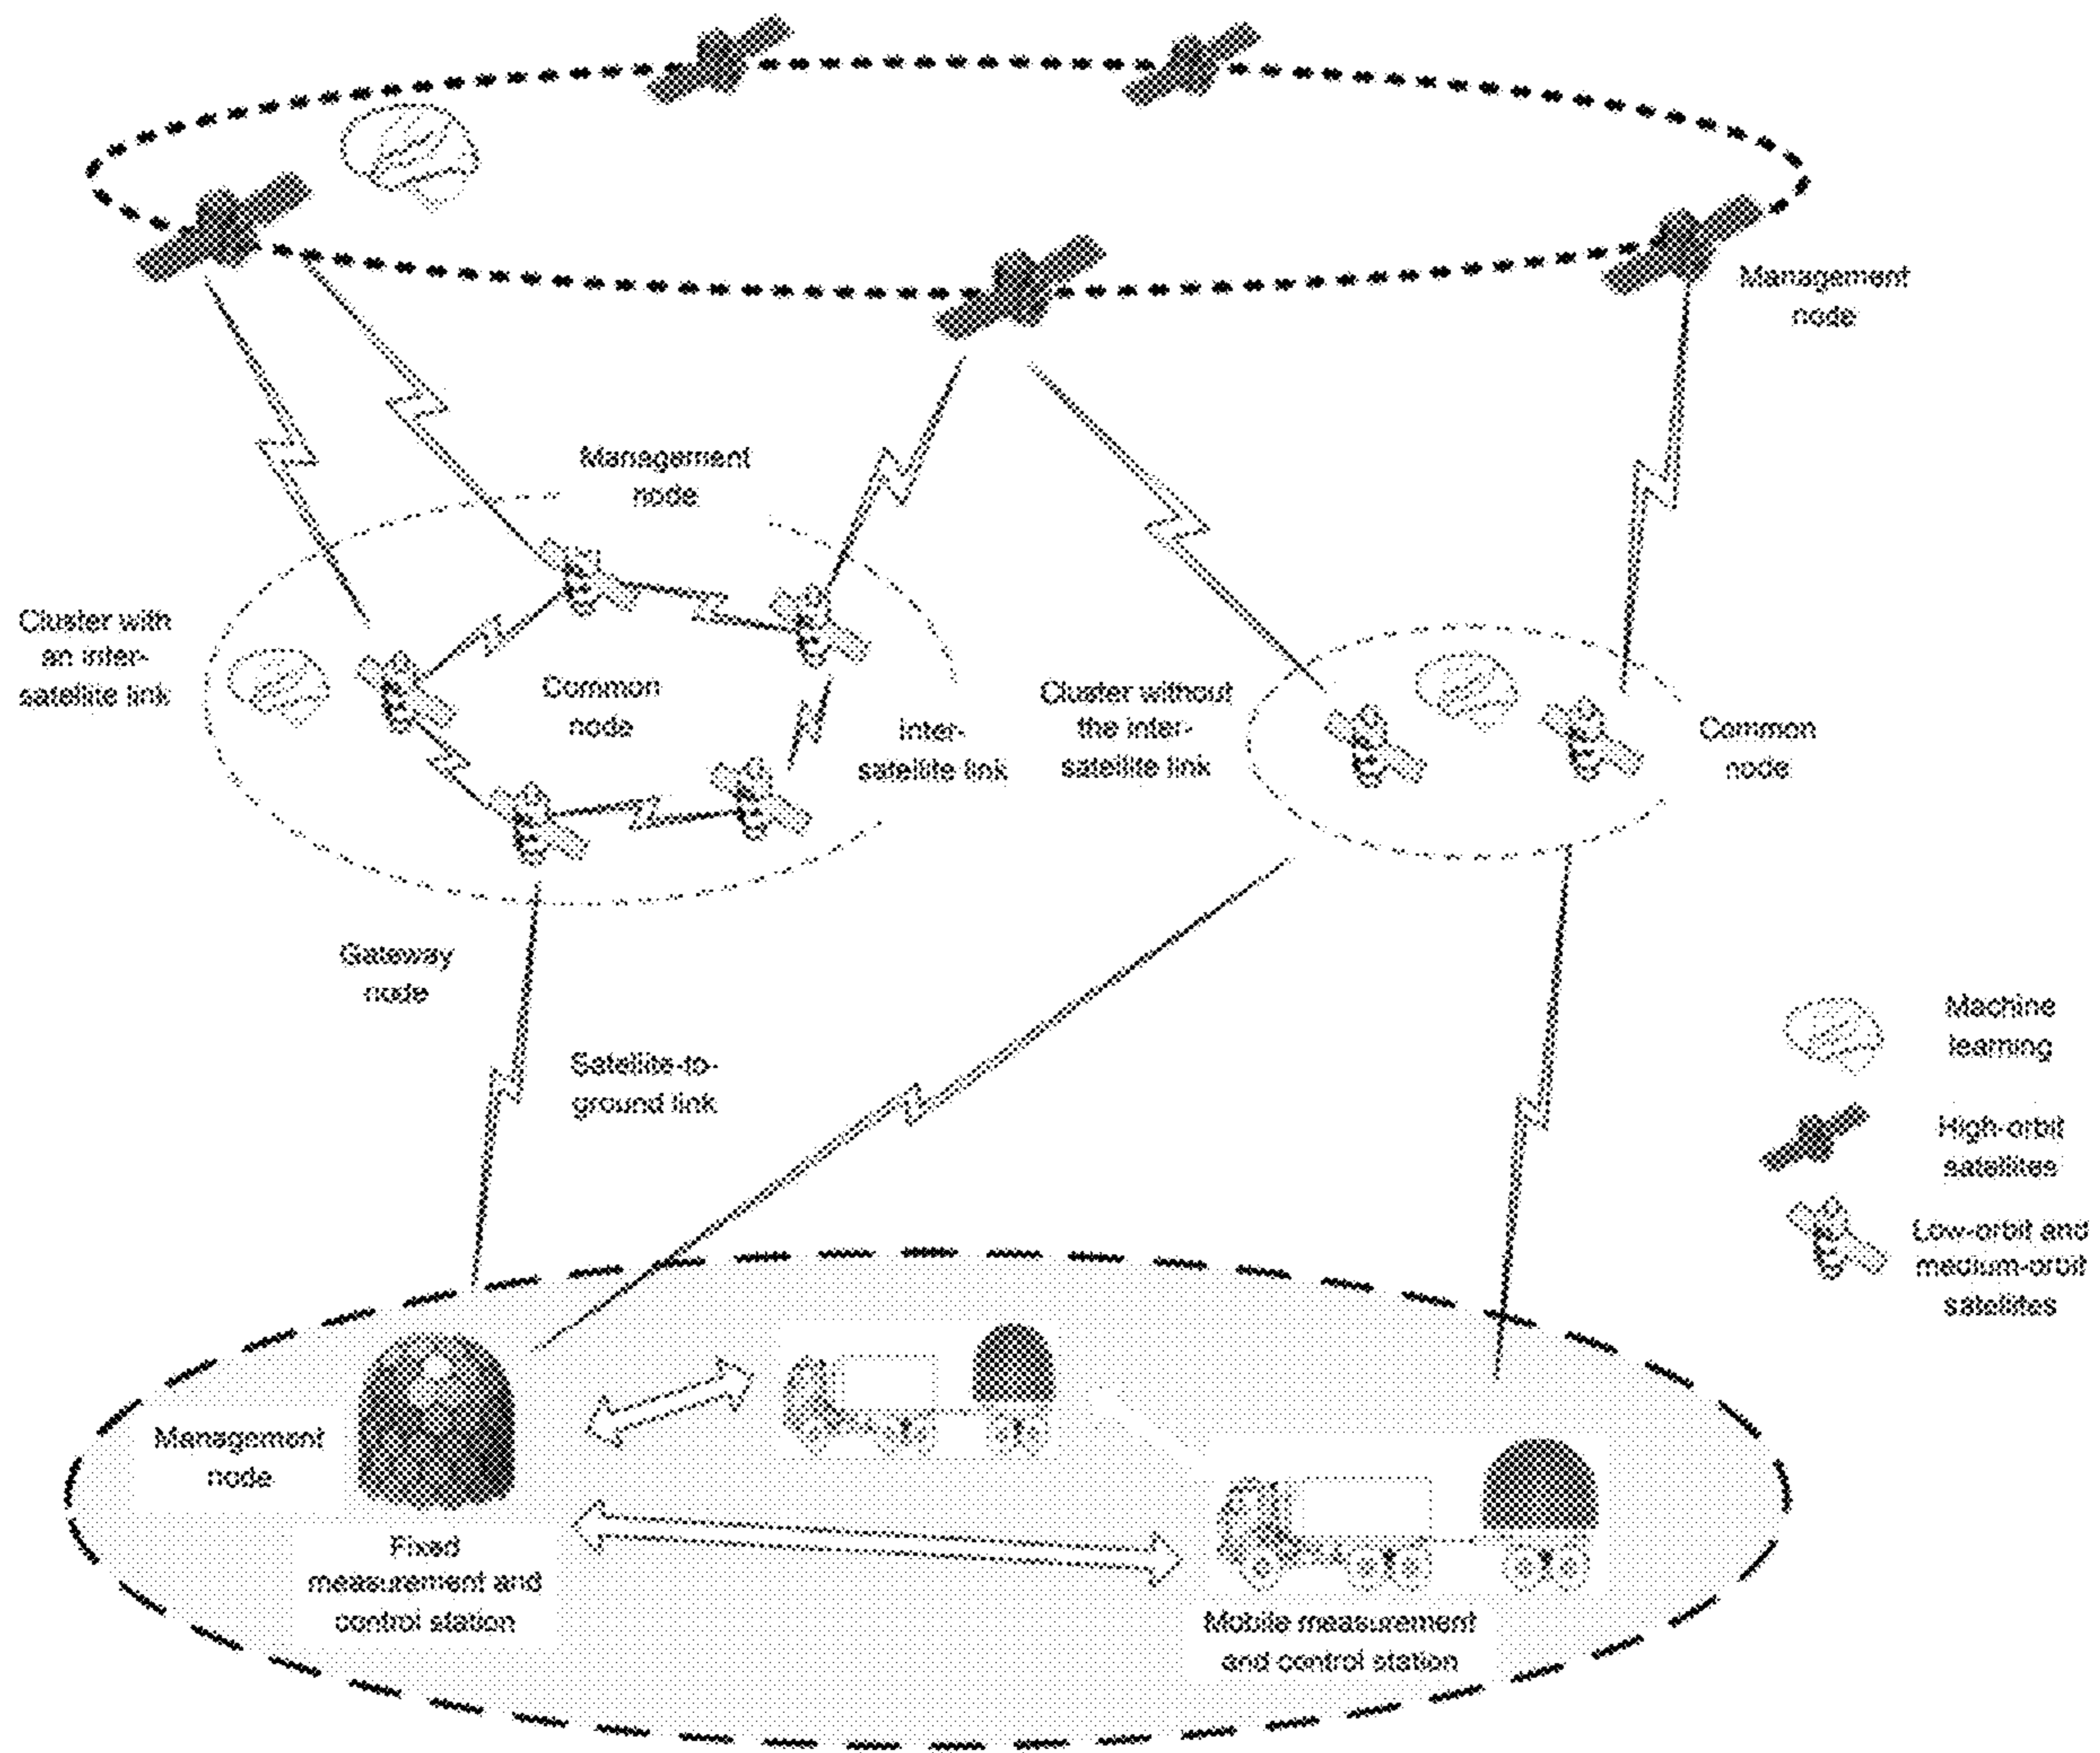 Management
node
Management
node
Cluster with
an inter-
satellite link
Common
node
Inter-
satellite link
Cluster without
the inter-
satellite link
Common
node
Gateway
node
Satellite-to-
ground link
Machine
learning
High-orbit
satellites
Low-orbit and
medium-orbit
satellites
Management
node
Fixed
measurement and
control station
Mobile measurement
and control station